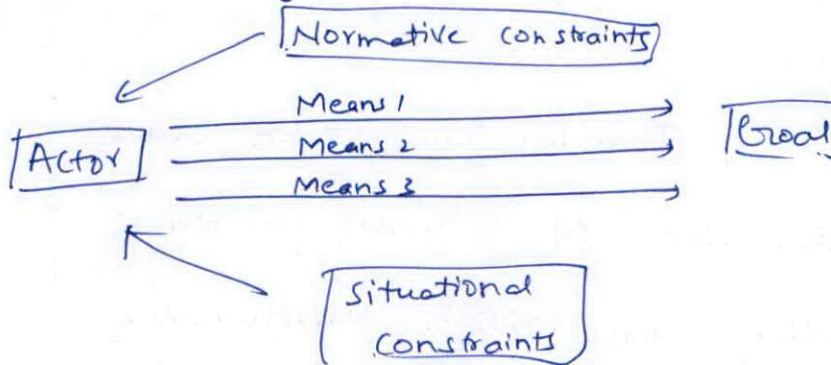 Normative constraints
Means 1
Actor
Means 2
Goal
Means 3
Situational
constraints